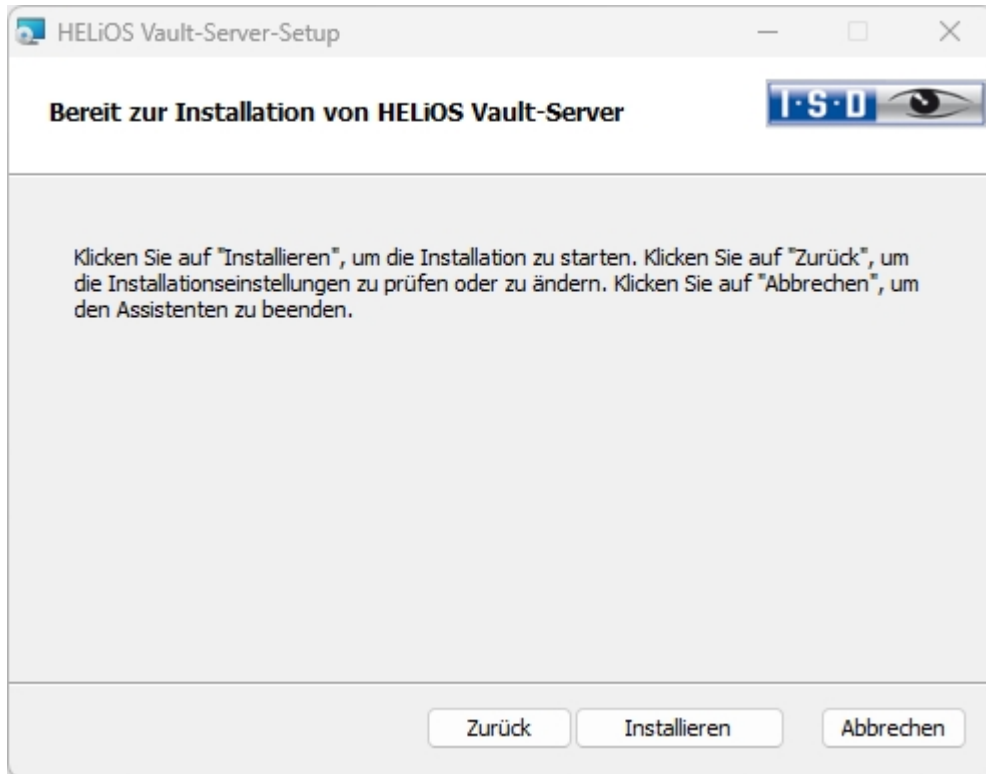 HELiOS Vault-Server-Setup
Bereit zur Installation von HELiOS Vault-Server
I·S·D
Klicken Sie auf "Installieren", um die Installation zu starten. Klicken Sie auf "Zurück", um
die Installationseinstellungen zu prüfen oder zu ändern. Klicken Sie auf "Abbrechen", um
den Assistenten zu beenden.
Zurück Installieren Abbrechen